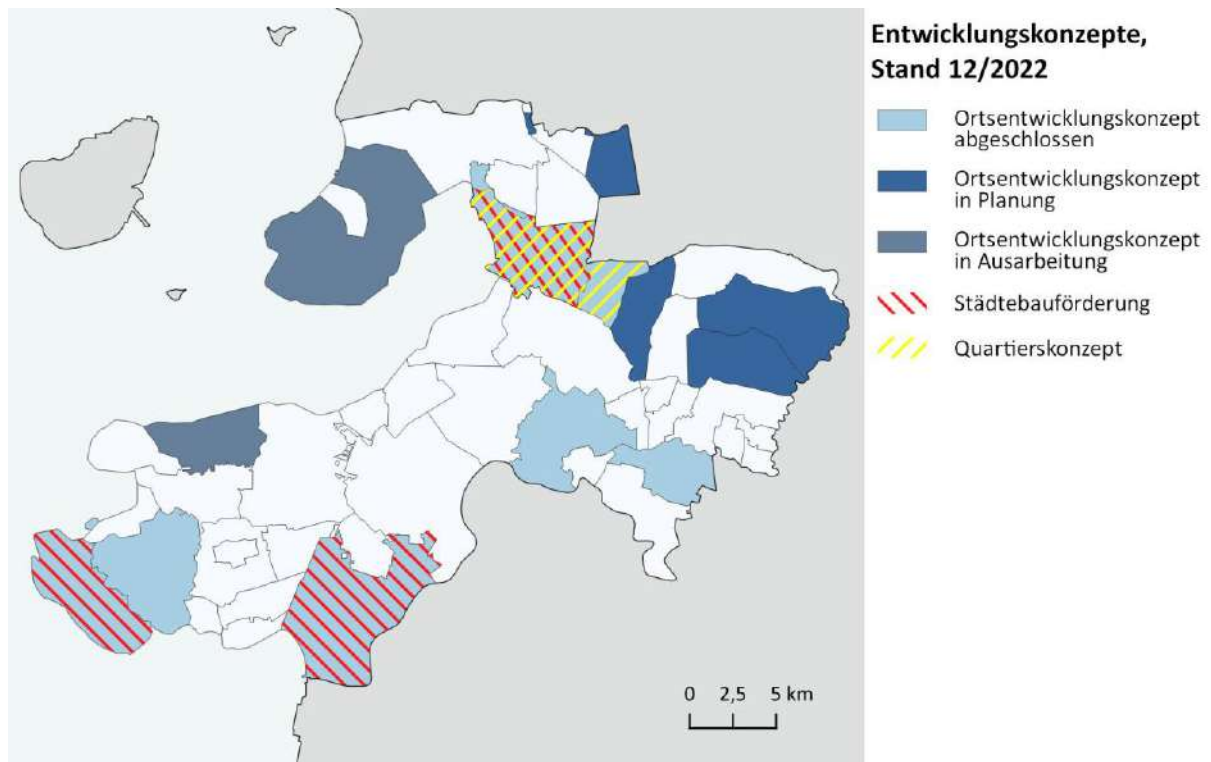 Entwicklungskonzepte,
Stand 12/2022
Ortsentwicklungskonzept
abgeschlossen
Ortsentwicklungskonzept
in Planung
Ortsentwicklungskonzept
in Ausarbeitung
Städtebauförderung
Quartierskonzept
0 2,5 5 km